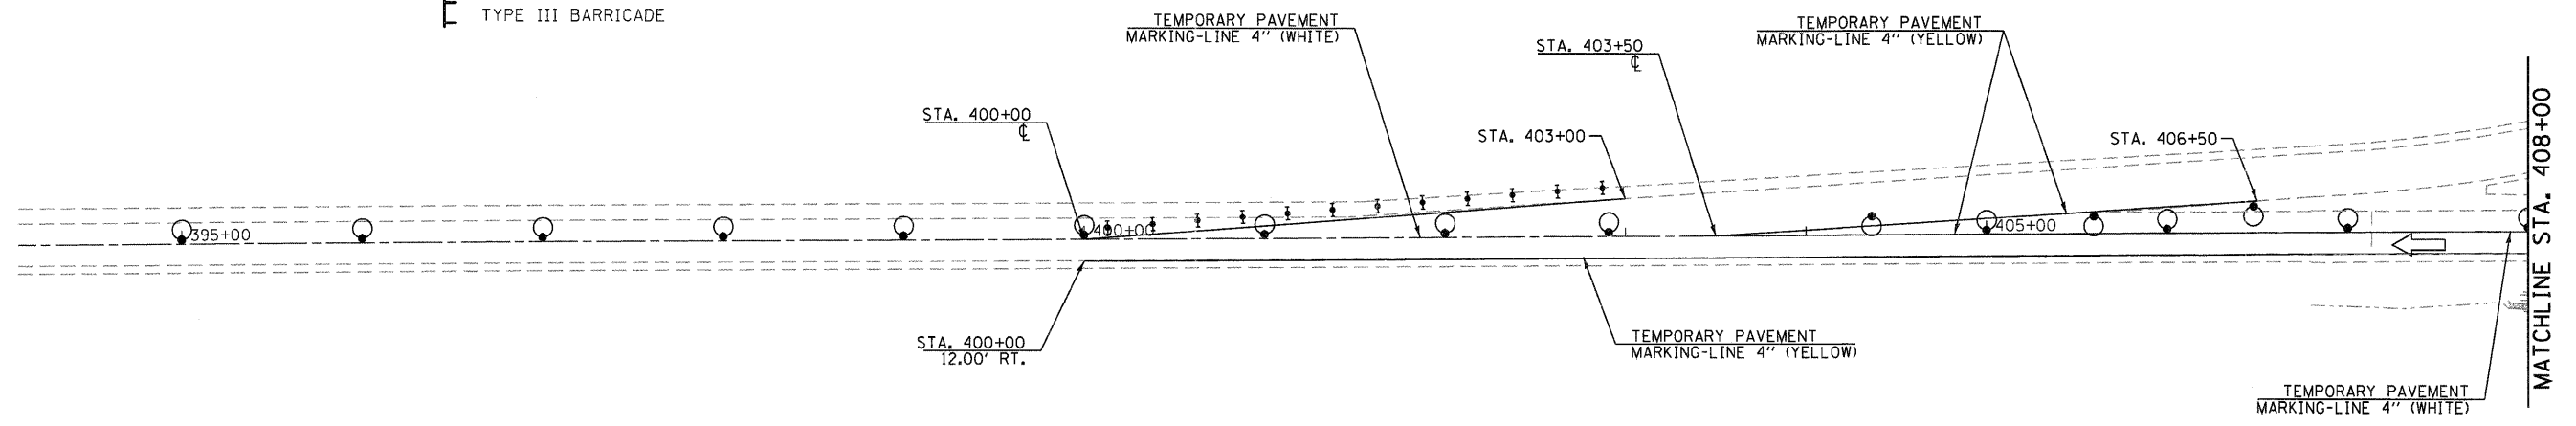 TYPE III BARRICADE
TEMPORARY PAVEMENT
MARKING-LINE 4" (WHITE)
STA. 403+50
℄
TEMPORARY PAVEMENT
MARKING-LINE 4" (YELLOW)
STA. 400+00
℄
STA. 403+00
STA. 406+50
395+00
400+00
405+00
MATCHLINE STA. 408+00
STA. 400+00
12.00' RT.
TEMPORARY PAVEMENT
MARKING-LINE 4" (YELLOW)
TEMPORARY PAVEMENT
MARKING-LINE 4" (WHITE)